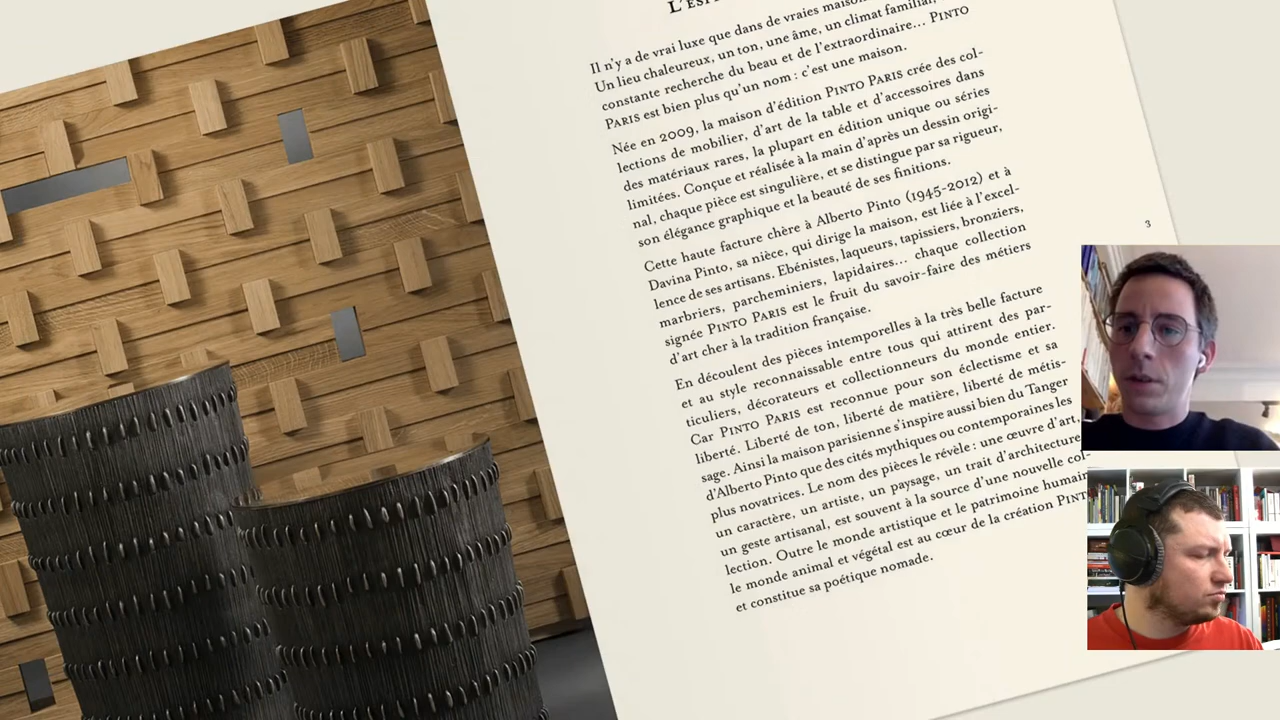 L'ESP
Il n'y a de vrai luxe que dans de vraies maisons
Un lieu chaleureux, un ton, une âme, un climat familial,
constante recherche du beau et de l'extraordinaire… PINTO
PARIS est bien plus qu'un nom : c'est une maison.
Née en 2009, la maison d'édition PINTO PARIS crée des col-
lections de mobilier, d'art de la table et d'accessoires dans
des matériaux rares, la plupart en édition unique ou séries
limitées. Conçue et réalisée à la main d'après un dessin origi-
nal, chaque pièce est singulière, et se distingue par sa rigueur,
son élégance graphique et la beauté de ses finitions.
Cette haute facture chère à Alberto Pinto (1945-2012) et à
Davina Pinto, sa nièce, qui dirige la maison, est liée à l'excel-
lence de ses artisans. Ebénistes, laqueurs, tapissiers, bronziers,
marbriers, parcheminiers, lapidaires… chaque collection
signée PINTO PARIS est le fruit du savoir-faire des métiers
d'art cher à la tradition française.
En découlent des pièces intemporelles à la très belle facture
et au style reconnaissable entre tous qui attirent des par-
ticuliers, décorateurs et collectionneurs du monde entier.
Car PINTO PARIS est reconnue pour son éclectisme et sa
liberté. Liberté de ton, liberté de matière, liberté de métis-
sage. Ainsi la maison parisienne s'inspire aussi bien du Tanger
d'Alberto Pinto que des cités mythiques ou contemporaines les
plus novatrices. Le nom des pièces le révèle : une œuvre d'art,
un caractère, un artiste, un paysage, un trait d'architecture,
un geste artisanal, est souvent à la source d'une nouvelle col-
lection. Outre le monde artistique et le patrimoine humain
le monde animal et végétal est au cœur de la création PINT
et constitue sa poétique nomade.
3